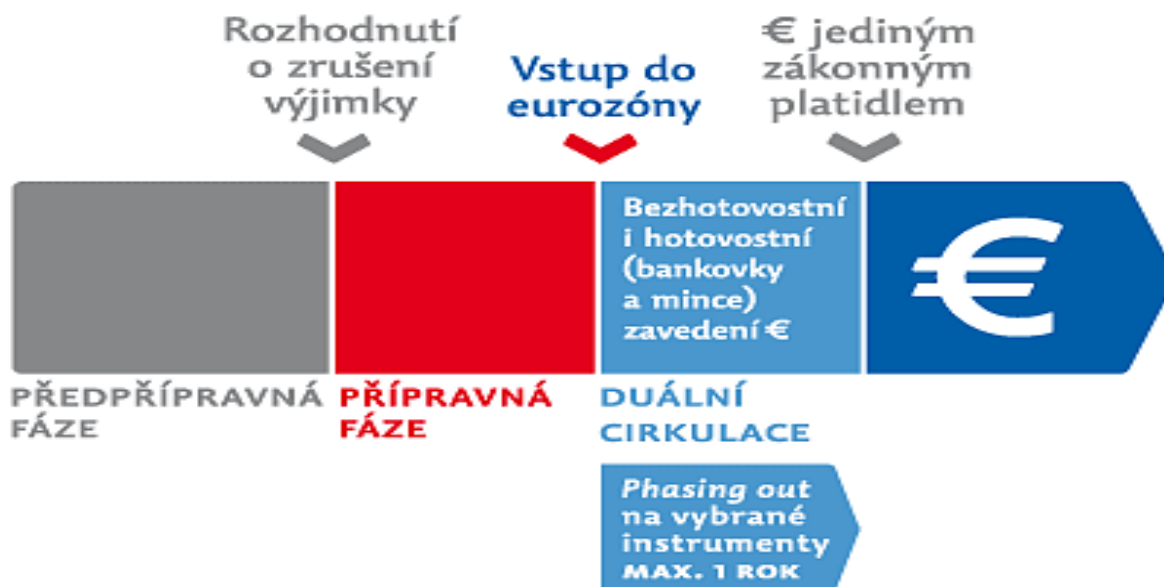 Rozhodnutí
o zrušení
výjimky
Vstup do
eurozóny
€ jediným
zákonným
platidlem
Bezhotovostní
i hotovostní
(bankovky
a mince)
zavedení €
€
PŘEDPŘÍPRAVNÁ
FÁZE
PŘÍPRAVNÁ
FÁZE
DUÁLNÍ
CIRKULACE
Phasing out
na vybrané
instrumenty
MAX. 1 ROK